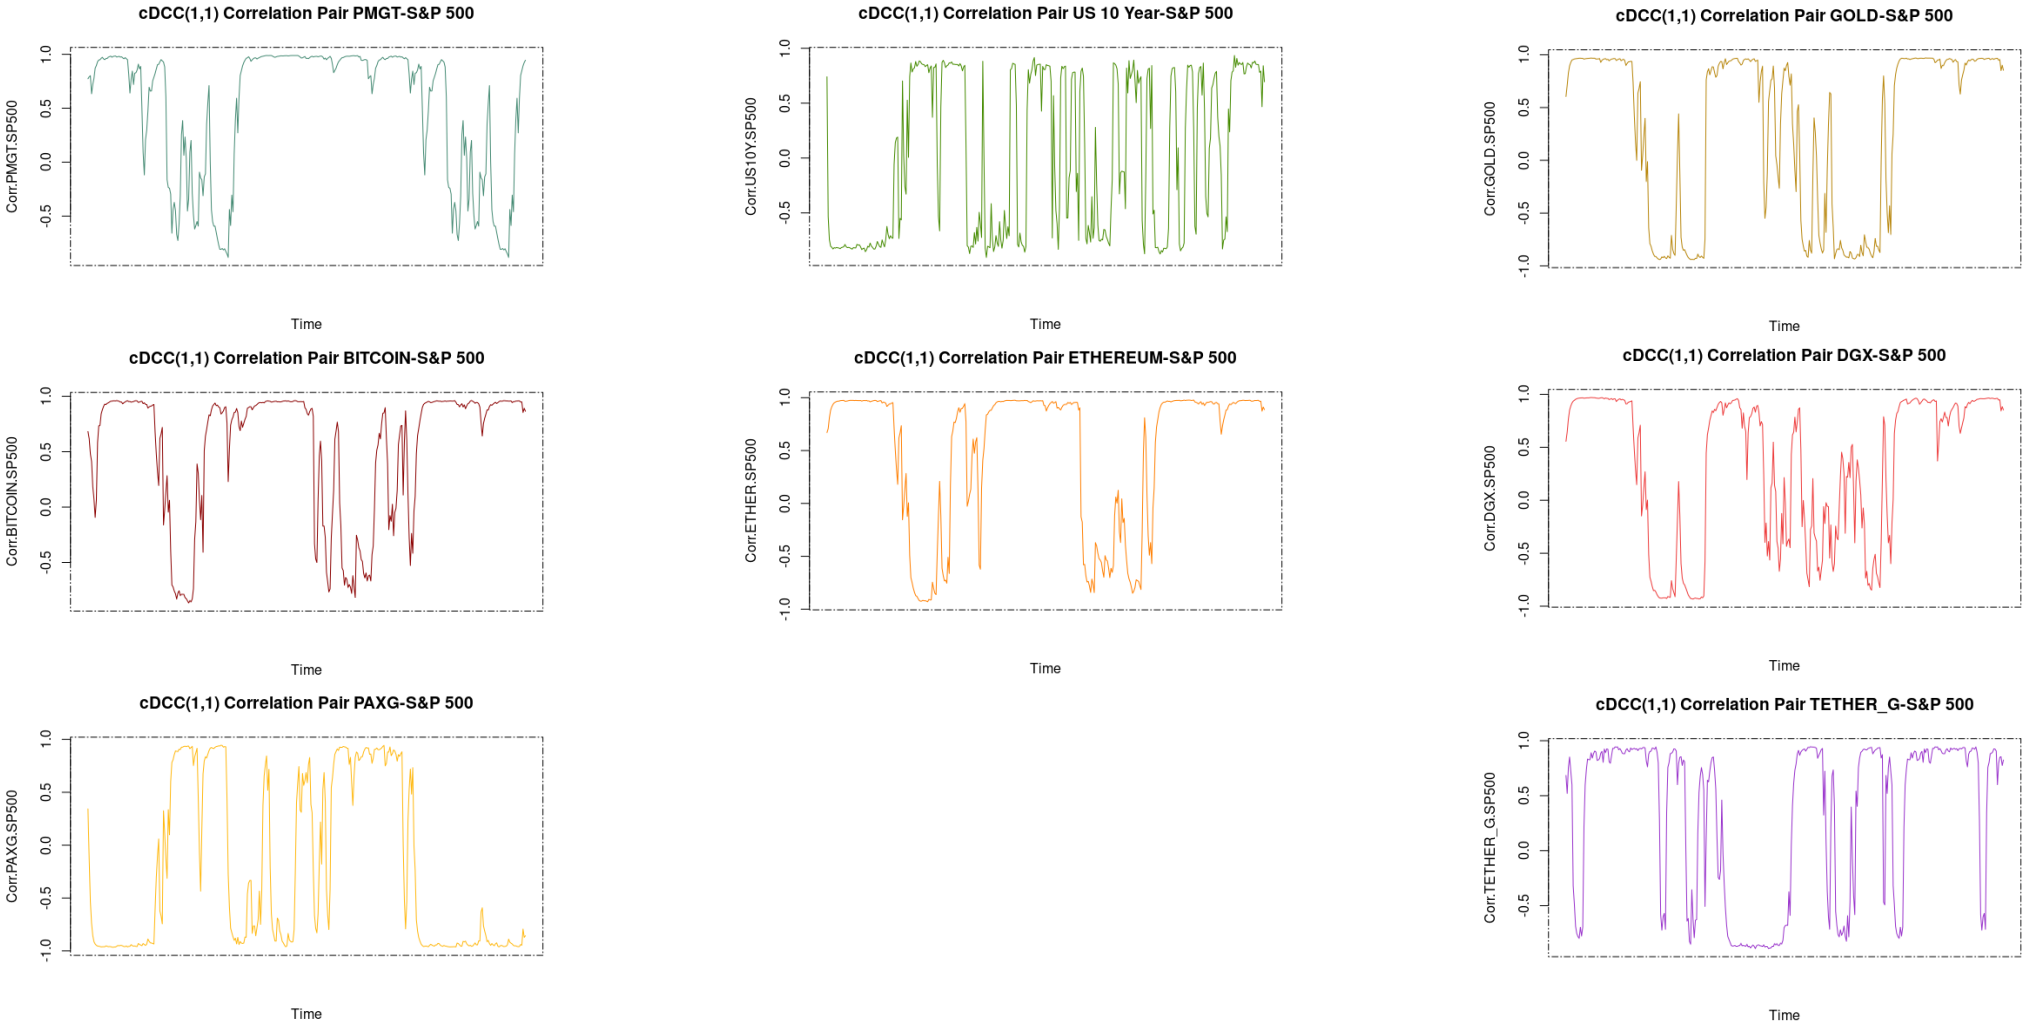 cDCC(1,1) Correlation Pair PMGT-S&P 500
Corr.PMGT.SP500
1.0
0.5
0.0
-0.5
Time
cDCC(1,1) Correlation Pair US 10 Year-S&P 500
Corr.US10Y.SP500
1.0
0.5
0.0
-0.5
Time
cDCC(1,1) Correlation Pair GOLD-S&P 500
Corr.GOLD.SP500
1.0
0.5
0.0
-0.5
-1.0
Time
cDCC(1,1) Correlation Pair BITCOIN-S&P 500
Corr.BITCOIN.SP500
1.0
0.5
0.0
-0.5
Time
cDCC(1,1) Correlation Pair ETHEREUM-S&P 500
Corr.ETHER.SP500
1.0
0.5
0.0
-0.5
-1.0
Time
cDCC(1,1) Correlation Pair DGX-S&P 500
Corr.DGX.SP500
1.0
0.5
0.0
-0.5
-1.0
Time
cDCC(1,1) Correlation Pair PAXG-S&P 500
Corr.PAXG.SP500
1.0
0.5
0.0
-0.5
-1.0
Time
cDCC(1,1) Correlation Pair TETHER_G-S&P 500
Corr.TETHER_G.SP500
1.0
0.5
0.0
-0.5
Time